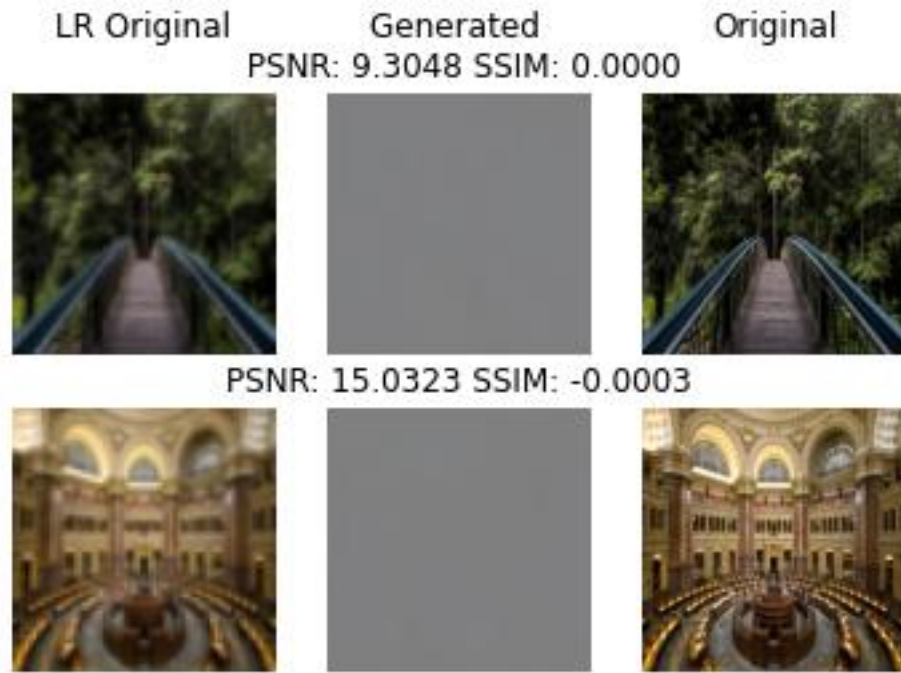 LR Original Generated Original
PSNR: 9.3048 SSIM: 0.0000
PSNR: 15.0323 SSIM: -0.0003